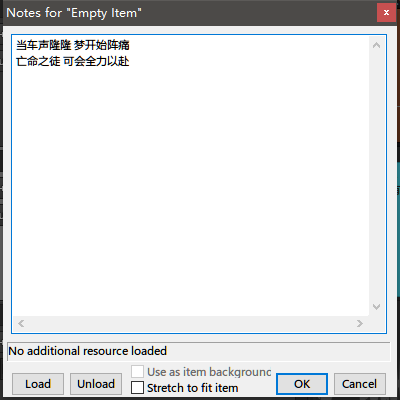 Notes for "Empty Item"
当车声隆隆 梦开始阵痛
亡命之徒 可会全力以赴
No additional resource loaded
Load
Unload
Use as item background
Stretch to fit item
OK
Cancel